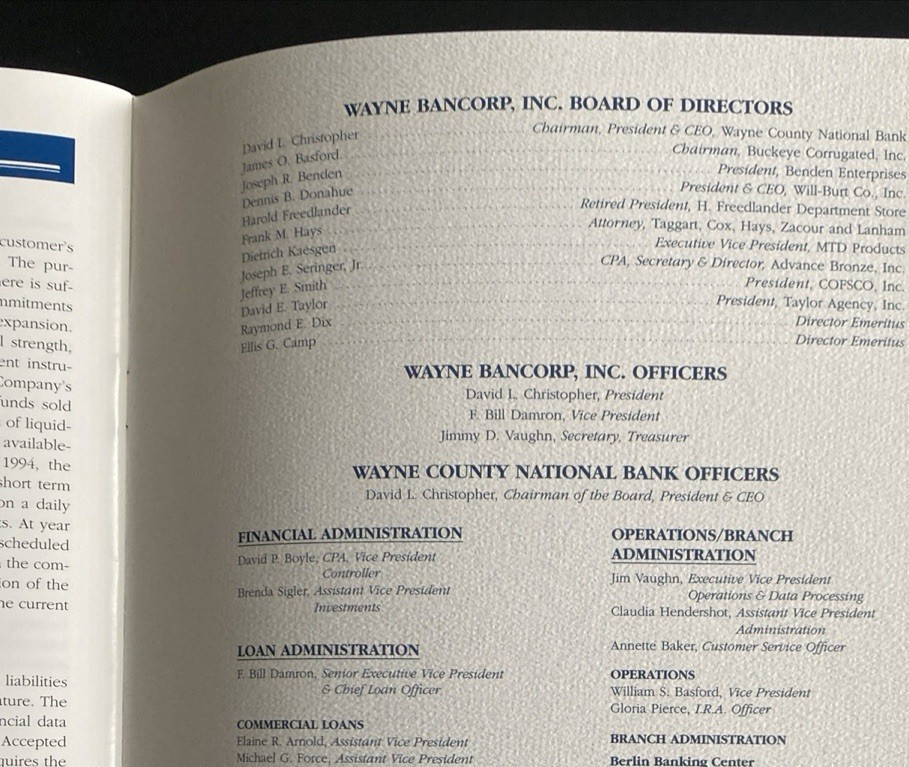 customer's
The pur-
ere is suf-
mmitments
expansion.
l strength,
ent instru-
Company's
funds sold
of liquid-
available-
1994, the
short term
on a daily
ts. At year
scheduled
the com-
ion of the
he current
liabilities
ature. The
ncial data
Accepted
quires the
WAYNE BANCORP, INC. BOARD OF DIRECTORS
David L. Christopher Chairman, President & CEO, Wayne County National Bank
James O. Basford Chairman, Buckeye Corrugated, Inc.
Joseph R. Benden President, Benden Enterprises
Dennis B. Donahue President & CEO, Will-Burt Co., Inc.
Harold Freedlander Retired President, H. Freedlander Department Store
Frank M. Hays Attorney, Taggart, Cox, Hays, Zacour and Lanham
Dietrich Kaesgen Executive Vice President, MTD Products
Joseph E. Seringer, Jr. CPA, Secretary & Director, Advance Bronze, Inc.
Jeffrey E. Smith President, COFSCO, Inc.
David E. Taylor President, Taylor Agency, Inc.
Raymond E. Dix Director Emeritus
Ellis G. Camp Director Emeritus
WAYNE BANCORP, INC. OFFICERS
David L. Christopher, President
F. Bill Damron, Vice President
Jimmy D. Vaughn, Secretary, Treasurer
WAYNE COUNTY NATIONAL BANK OFFICERS
David L. Christopher, Chairman of the Board, President & CEO
FINANCIAL ADMINISTRATION
David P. Boyle, CPA, Vice President
Controller
Brenda Sigler, Assistant Vice President
Investments
LOAN ADMINISTRATION
F. Bill Damron, Senior Executive Vice President
& Chief Loan Officer
COMMERCIAL LOANS
Elaine R. Arnold, Assistant Vice President
Michael G. Force, Assistant Vice President
OPERATIONS/BRANCH
ADMINISTRATION
Jim Vaughn, Executive Vice President
Operations & Data Processing
Claudia Hendershot, Assistant Vice President
Administration
Annette Baker, Customer Service Officer
OPERATIONS
William S. Basford, Vice President
Gloria Pierce, I.R.A. Officer
BRANCH ADMINISTRATION
Berlin Banking Center